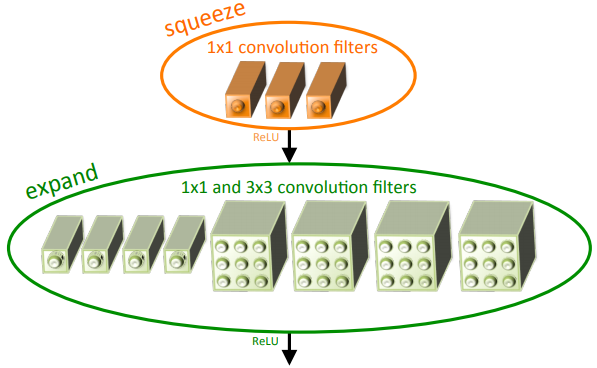 squeeze
1x1 convolution filters
ReLU
expand
1x1 and 3x3 convolution filters
ReLU